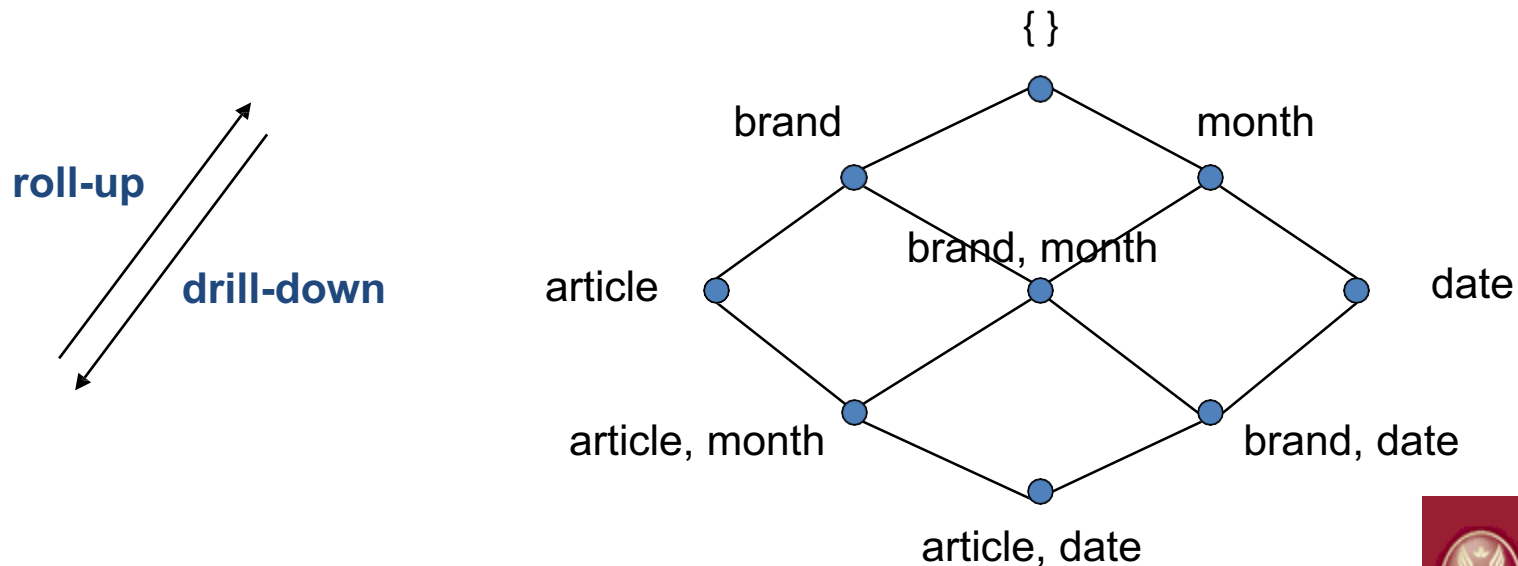 { }
brand
month
roll-up
brand, month
drill-down
article
date
article, month
brand, date
article, date